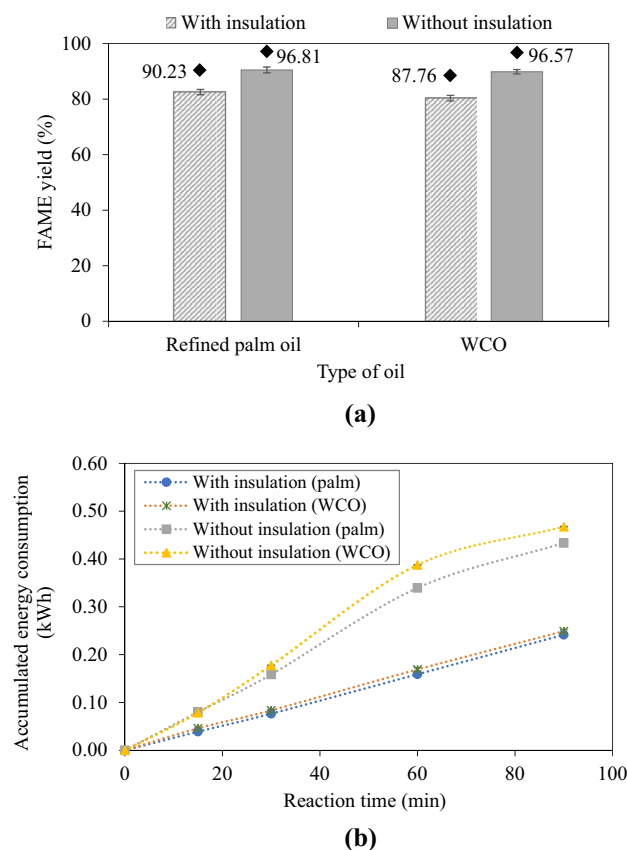 With insulation Without insulation
100
80
60
40
20
0
FAME yield (%)
90.23
96.81
87.76
96.57
Refined palm oil WCO
Type of oil
(a)
0.60
0.50
0.40
0.30
0.20
0.10
0.00
Accumulated energy consumption
(kWh)
With insulation (palm)
With insulation (WCO)
Without insulation (palm)
Without insulation (WCO)
0 20 40 60 80 100
Reaction time (min)
(b)